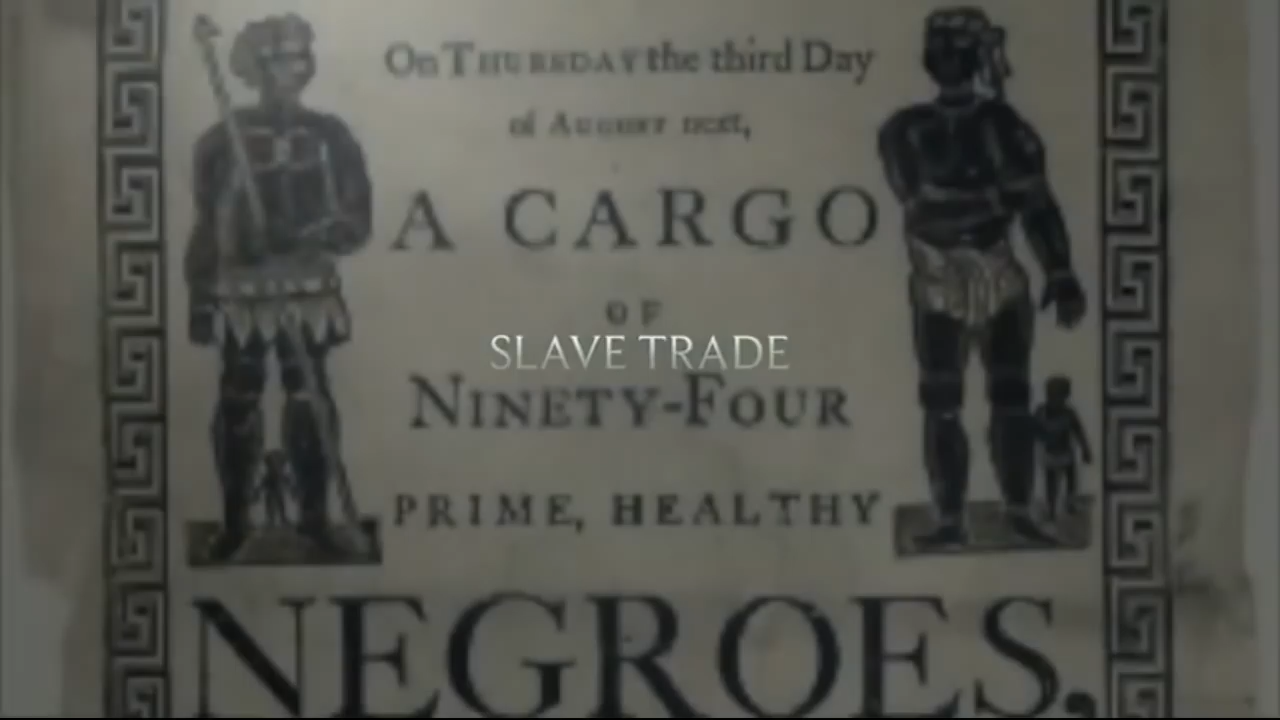 On THURSDAY the third Day
of AUGUST next,
A CARGO
OF
SLAVE TRADE
NINETY-FOUR
PRIME, HEALTHY
NEGROES,